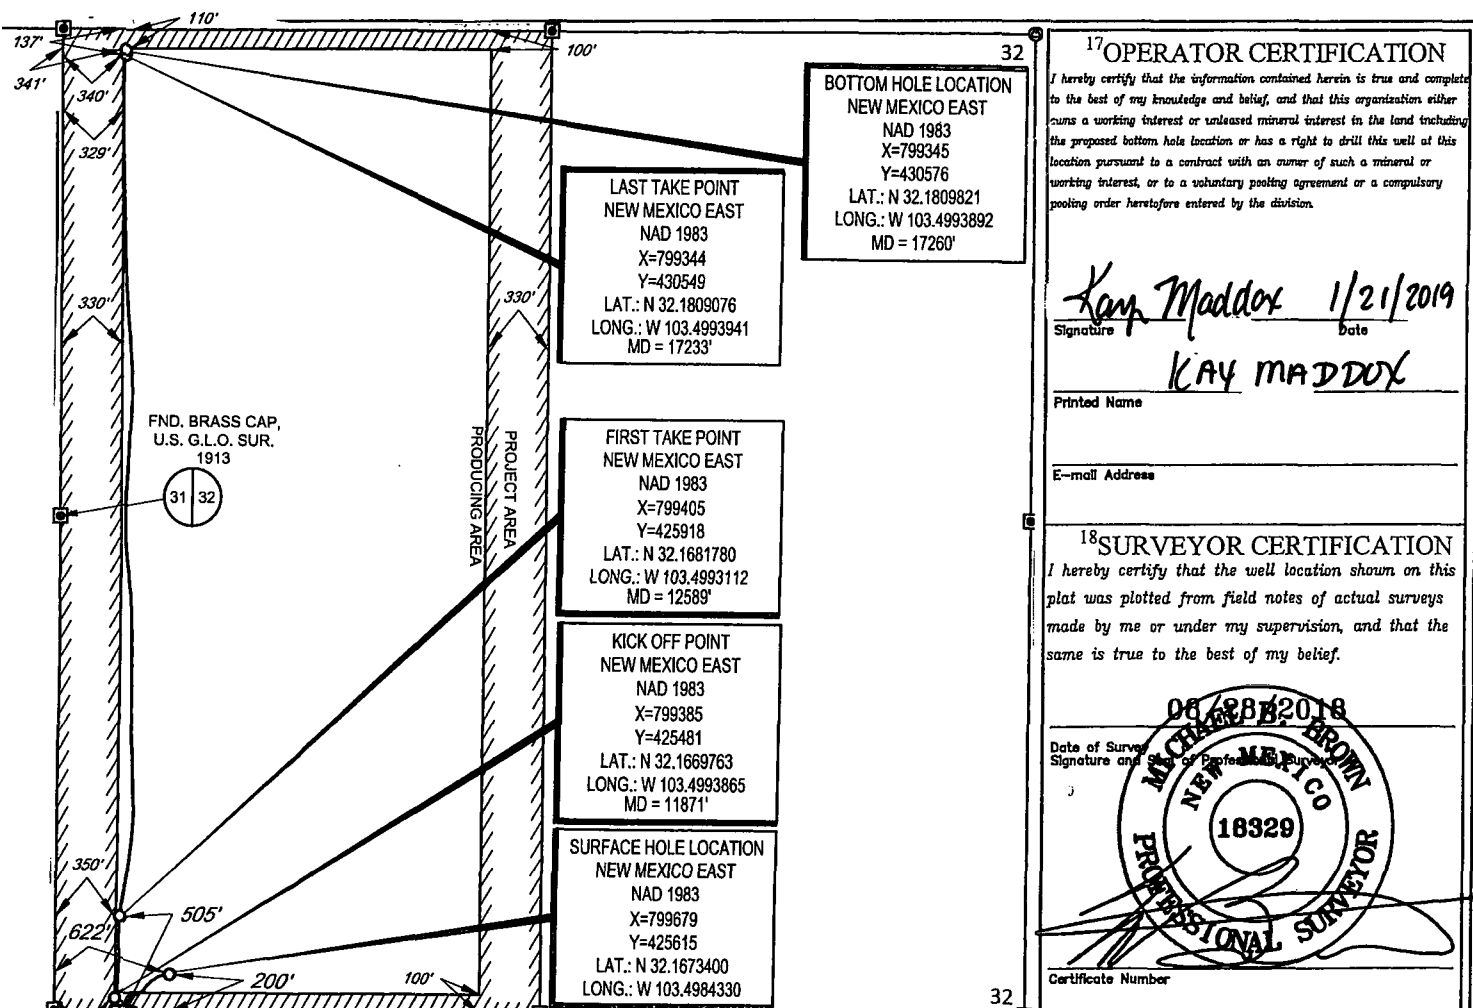 110'
137'
341'
340'
329'
100'
32
330'
330'
FND. BRASS CAP,
U.S. G.L.O. SUR.
1913
31 32
PRODUCING AREA
PROJECT AREA
350'
505'
622'
200'
100'
32
BOTTOM HOLE LOCATION
NEW MEXICO EAST
NAD 1983
X=799345
Y=430576
LAT.: N 32.1809821
LONG.: W 103.4993892
MD = 17260'
LAST TAKE POINT
NEW MEXICO EAST
NAD 1983
X=799344
Y=430549
LAT.: N 32.1809076
LONG.: W 103.4993941
MD = 17233'
FIRST TAKE POINT
NEW MEXICO EAST
NAD 1983
X=799405
Y=425918
LAT.: N 32.1681780
LONG.: W 103.4993112
MD = 12589'
KICK OFF POINT
NEW MEXICO EAST
NAD 1983
X=799385
Y=425481
LAT.: N 32.1669763
LONG.: W 103.4993865
MD = 11871'
SURFACE HOLE LOCATION
NEW MEXICO EAST
NAD 1983
X=799679
Y=425615
LAT.: N 32.1673400
LONG.: W 103.4984330
17 OPERATOR CERTIFICATION
I hereby certify that the information contained herein is true and complete
to the best of my knowledge and belief, and that this organization either
owns a working interest or unleased mineral interest in the land including
the proposed bottom hole location or has a right to drill this well at this
location pursuant to a contract with an owner of such a mineral or
working interest, or to a voluntary pooling agreement or a compulsory
pooling order heretofore entered by the division.
Kay Maddox 1/21/2019
Signature Date
KAY MADDOX
Printed Name
E-mail Address
18 SURVEYOR CERTIFICATION
I hereby certify that the well location shown on this
plat was plotted from field notes of actual surveys
made by me or under my supervision, and that the
same is true to the best of my belief.
08/28/2018
Date of Survey
Signature and Seal of Professional Surveyor
MICHAEL B. BROWN
NEW MEXICO
18329
PROFESSIONAL SURVEYOR
Certificate Number